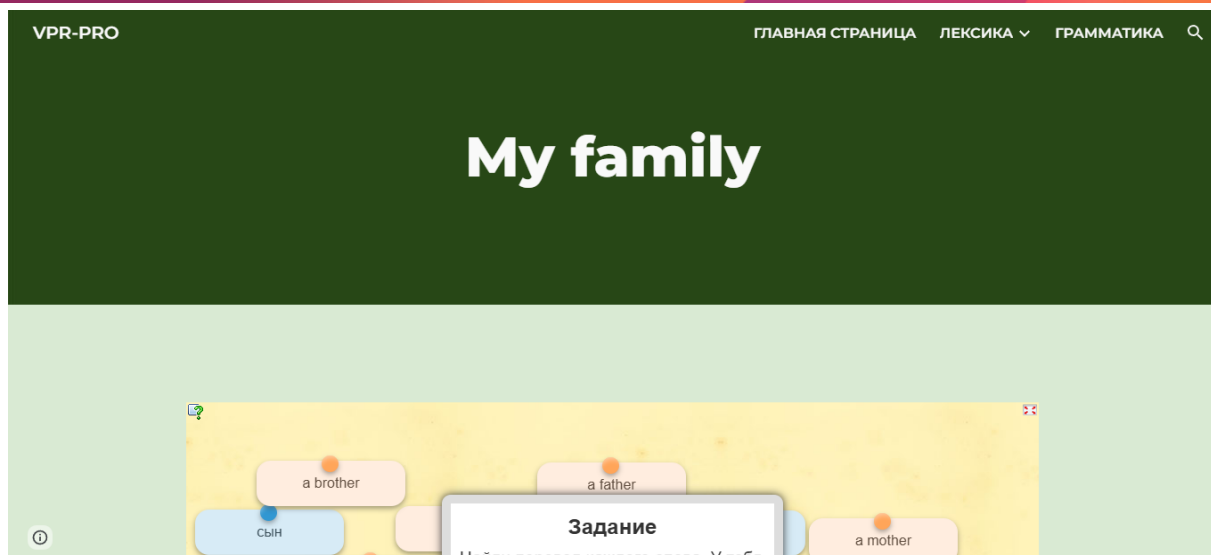 VPR-PRO
ГЛАВНАЯ СТРАНИЦА ЛЕКСИКА ГРАММАТИКА
My family
a brother
a father
сын
Задание
a mother